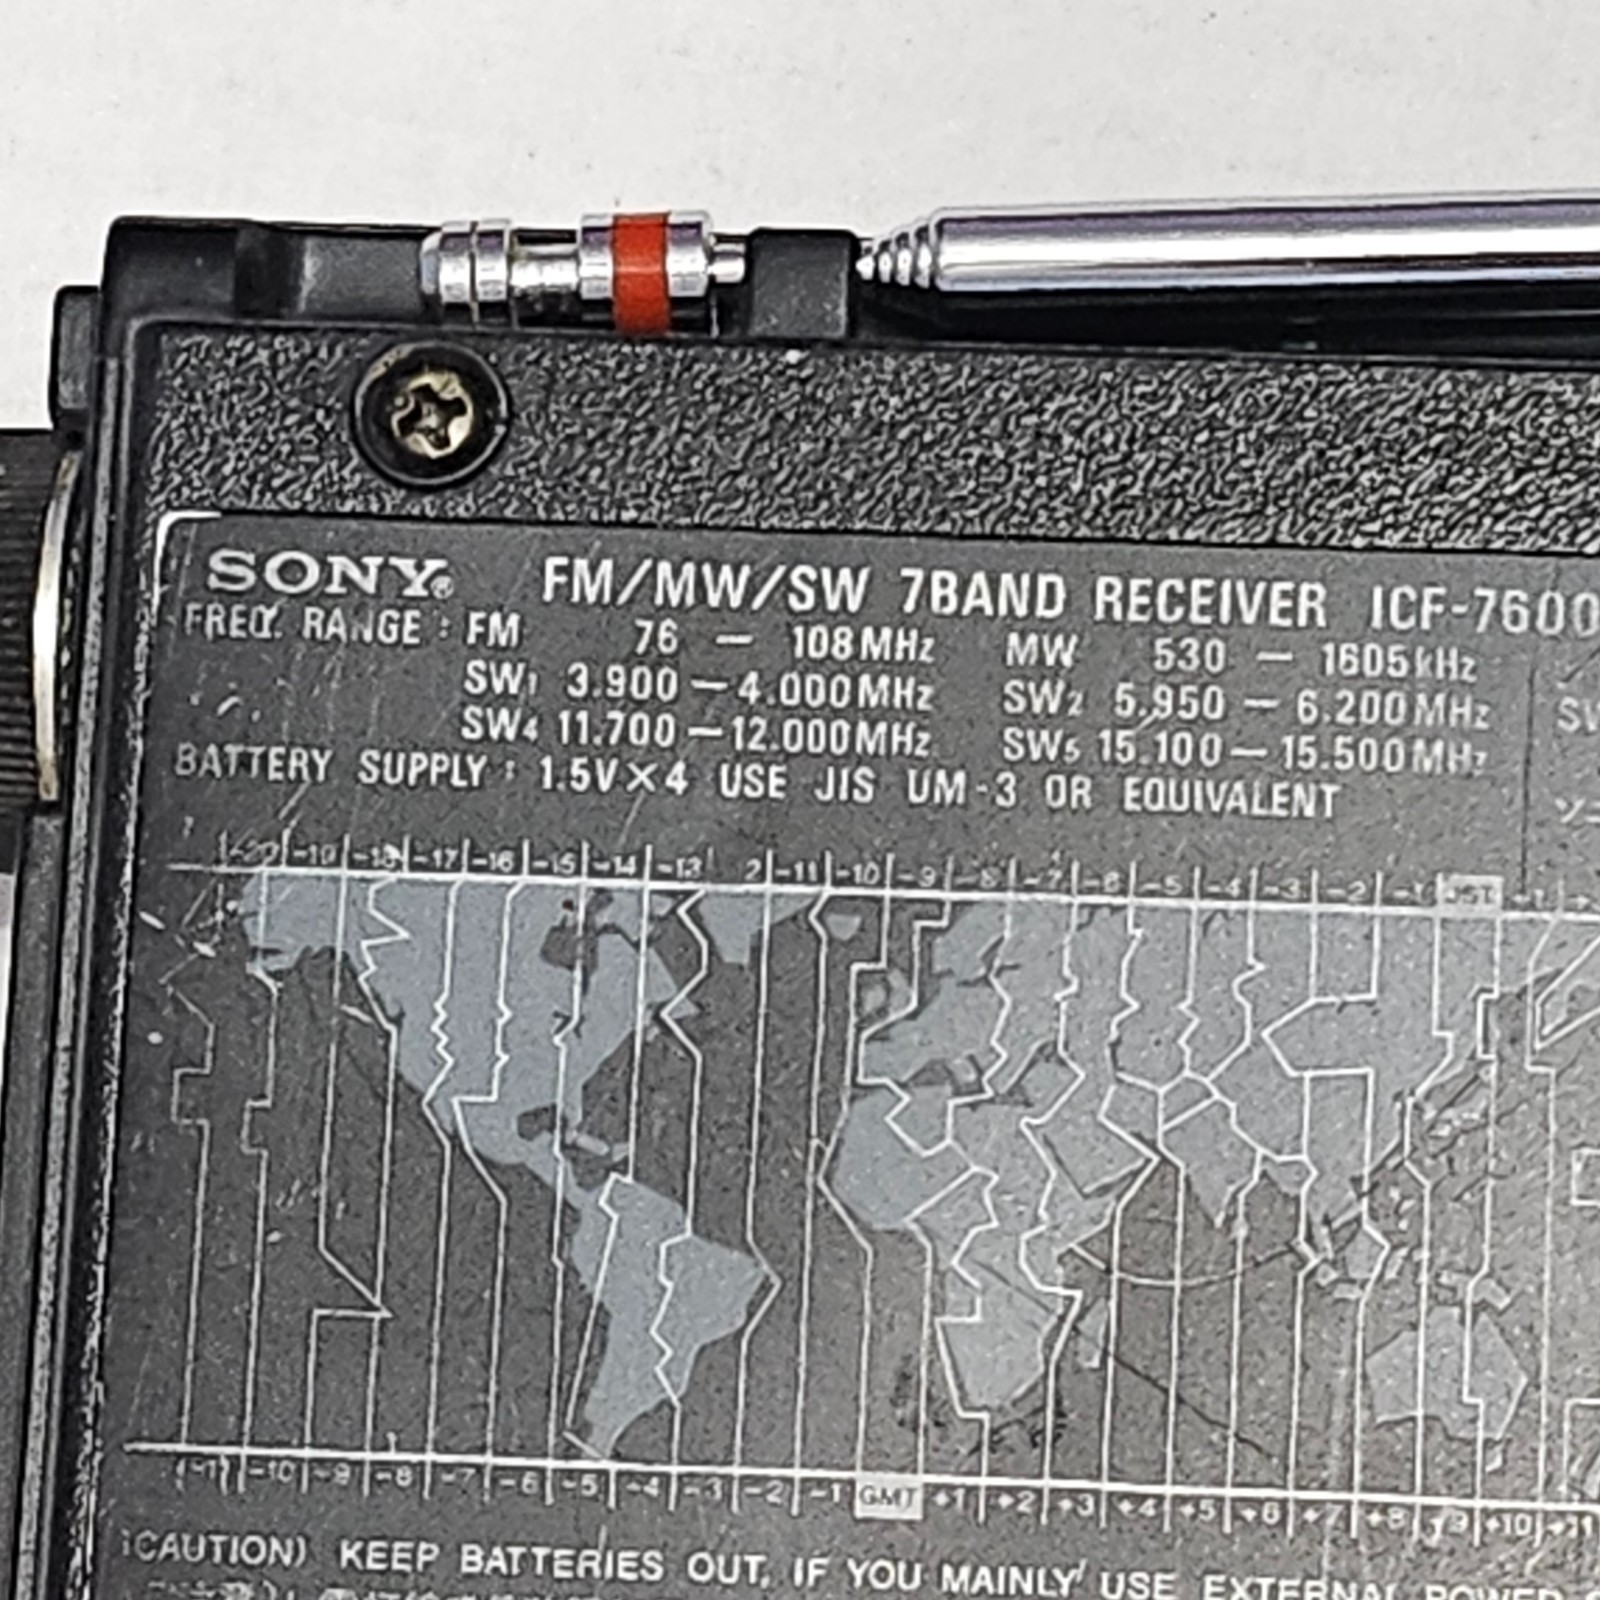 SONY® FM/MW/SW 7BAND RECEIVER ICF-7600
FREQ. RANGE : FM 76 — 108MHz MW 530 — 1605kHz
SW1 3.900 — 4.000MHz SW2 5.950 — 6.200MHz SW
SW4 11.700 — 12.000MHz SW5 15.100 — 15.500MHz
BATTERY SUPPLY : 1.5V×4 USE JIS UM-3 OR EQUIVALENT
-19 -18 -17 -16 -15 -14 -13 2 -11 -10 -9 -8 -7 -6 -5 -4 -3 -2 -1 JST
-10 -9 -8 -7 -6 -5 -4 -3 -2 -1 GMT +1 +2 +3 +4 +5 +6 +7 +8 +9 +10 +11
(CAUTION) KEEP BATTERIES OUT, IF YOU MAINLY USE EXTERNAL POWER